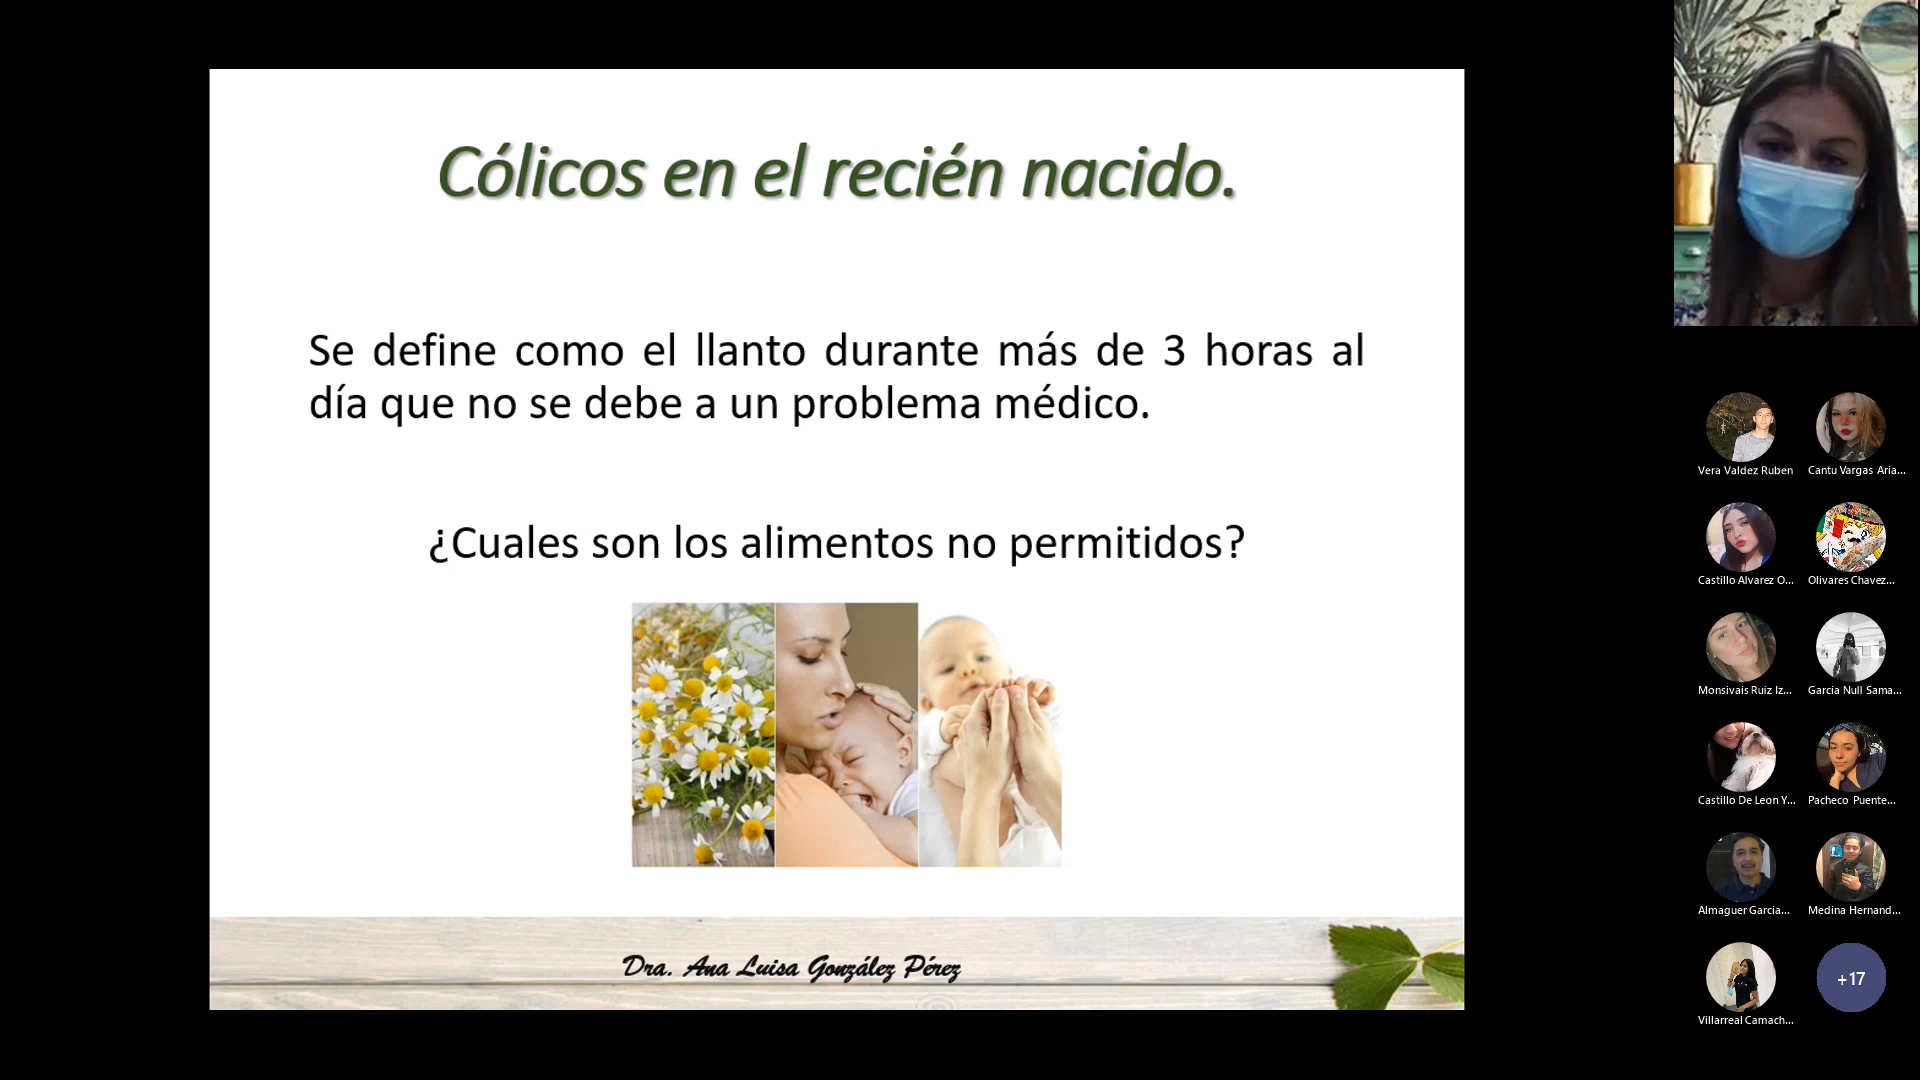 Cólicos en el recién nacido.
Se define como el llanto durante más de 3 horas al
día que no se debe a un problema médico.
¿Cuales son los alimentos no permitidos?
Dra. Ana Luisa González Pérez
Vera Valdez Ruben
Cantu Vargas Aria...
Castillo Alvarez O...
Olivares Chavez...
Monsivais Ruiz Iz...
Garcia Null Sama...
Castillo De Leon Y...
Pacheco Puente...
Almaguer Garcia...
Medina Hernand...
Villarreal Camach...
+17